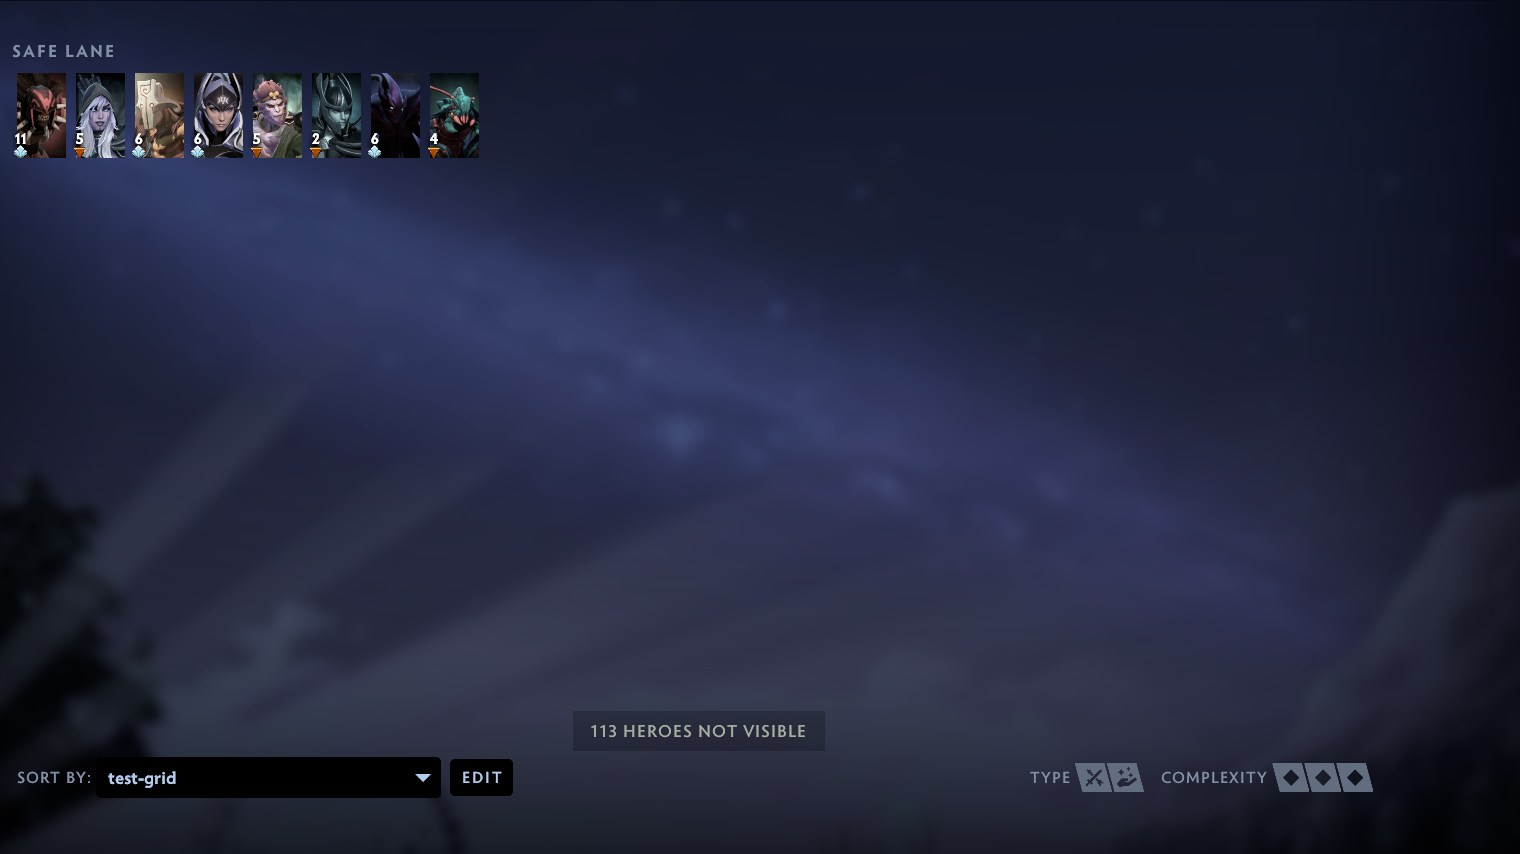 SAFE LANE
11 5 6 6 5 2 6 4
113 HEROES NOT VISIBLE
SORT BY: test-grid EDIT TYPE COMPLEXITY